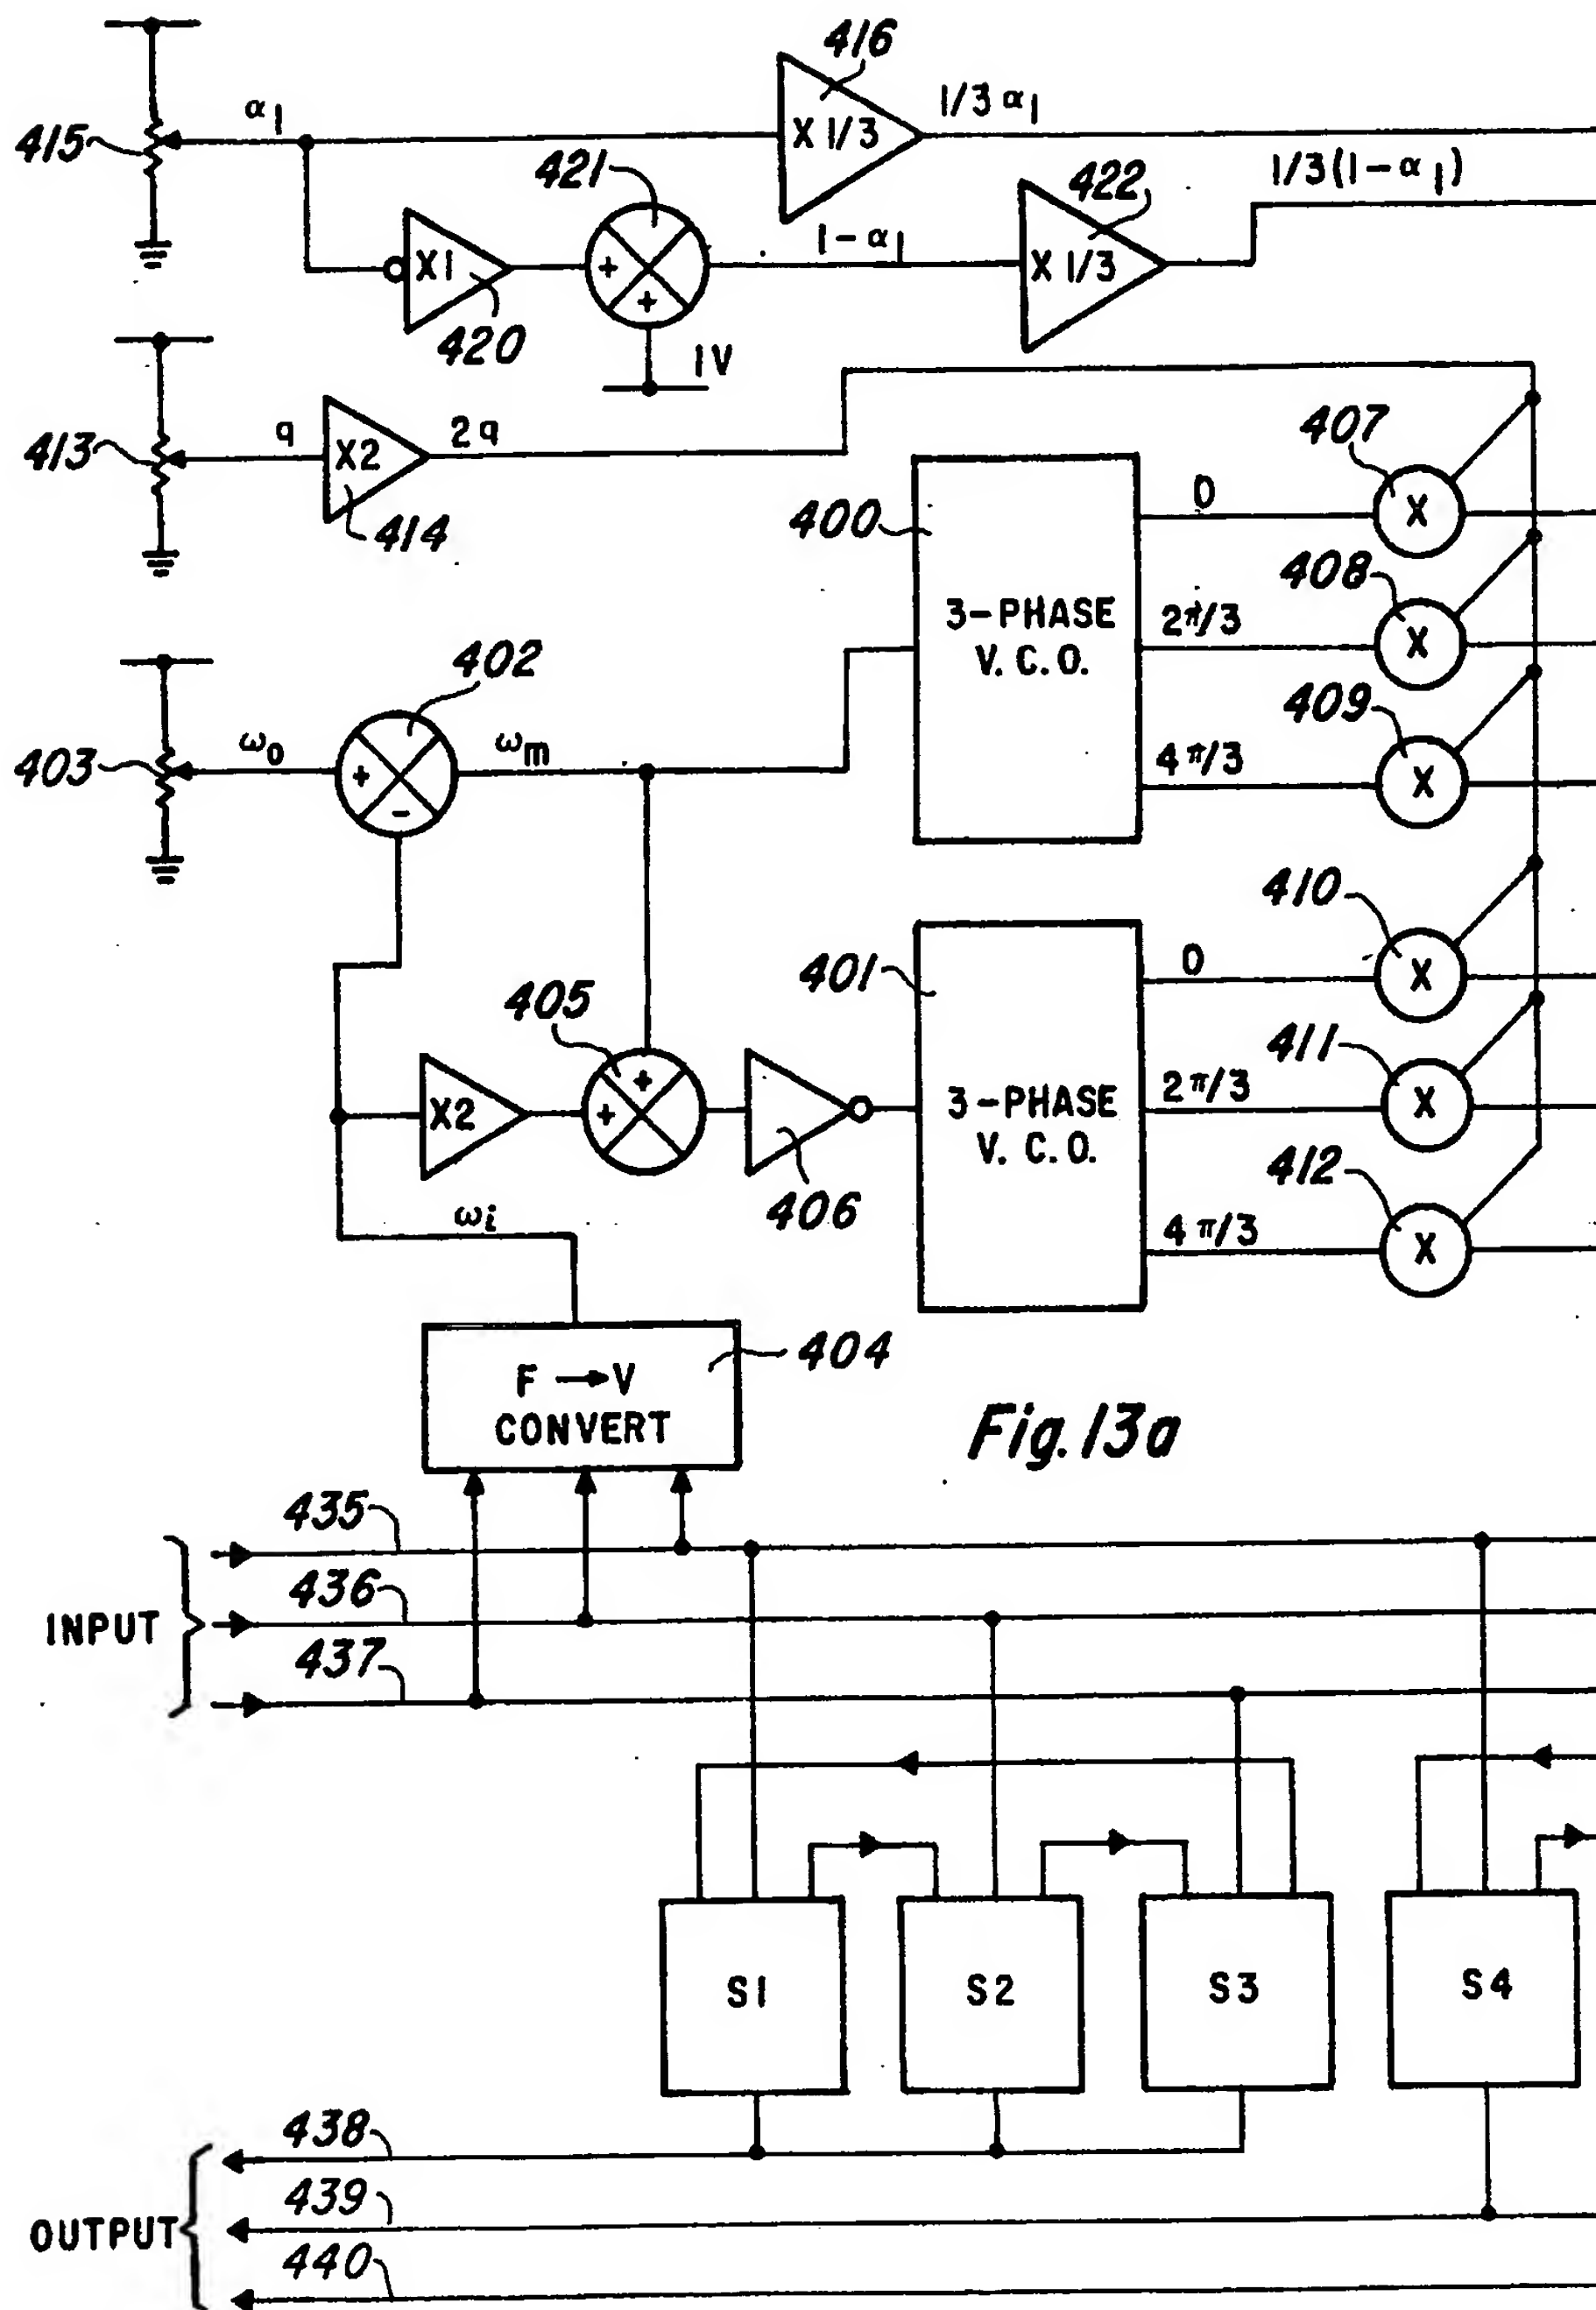 416
α1
1/3 α1
415
X 1/3
421
422
1/3(1-α1)
X1
+
+
1-α1
X 1/3
420
1V
413
q
X2
2q
414
407
400
0
X
408
3-PHASE
V.C.O.
2π/3
X
402
409
403
ωo
+
-
ωm
4π/3
X
410
401
0
X
405
411
X2
+
+
3-PHASE
V.C.O.
2π/3
X
406
412
ωi
4π/3
X
404
F → V
CONVERT
Fig. 13a
435
436
INPUT
437
S1
S2
S3
S4
438
439
OUTPUT
440